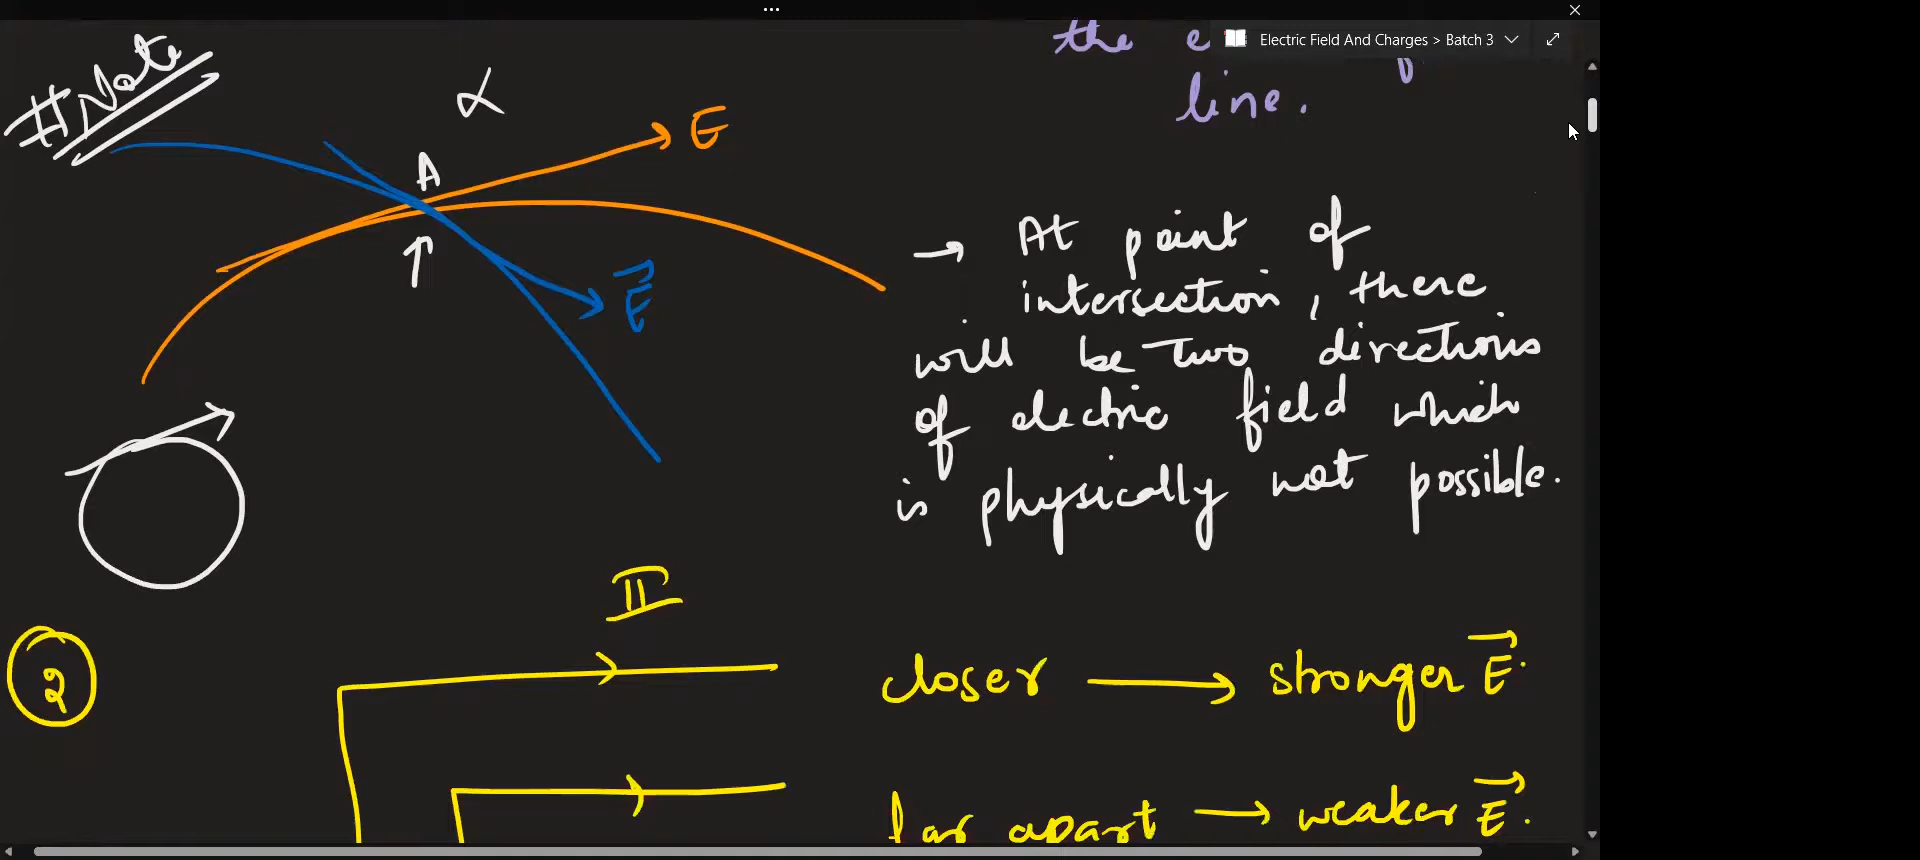 Electric Field And Charges > Batch 3
the
line.
#Note
α
E
A
E
→ At point of
intersection, there
will be two directions
of electric field which
is physically not possible.
II
2
closer → stronger E.
far apart → weaker E.